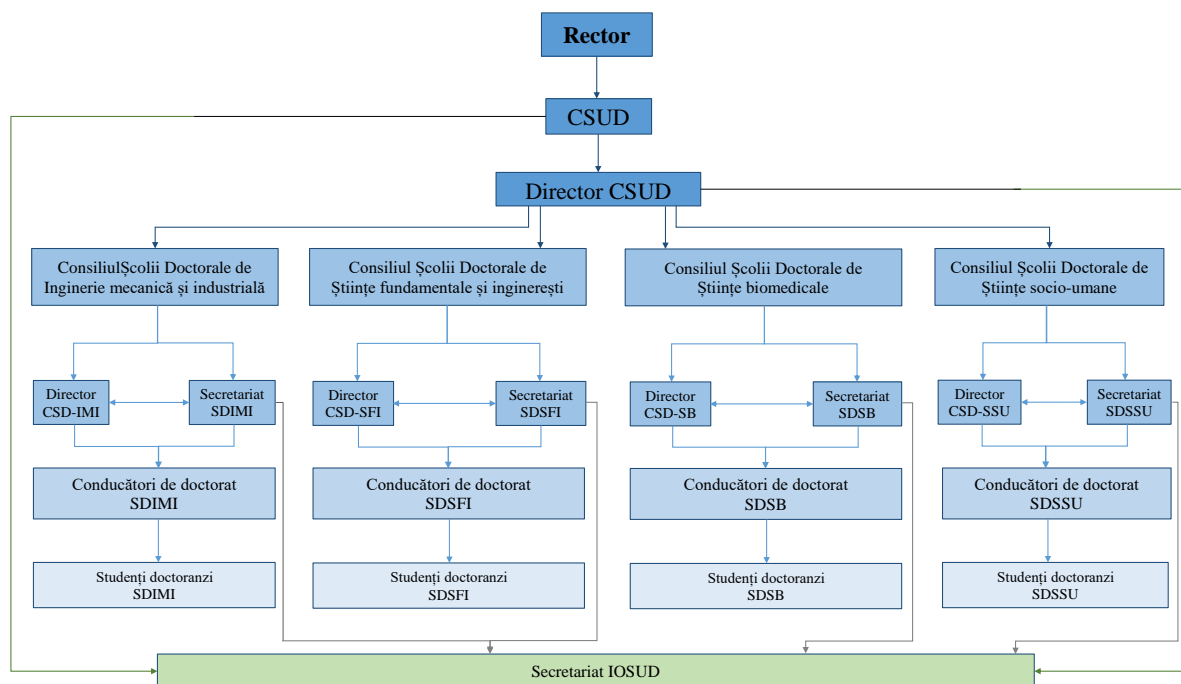 Rector
CSUD
Director CSUD
ConsiliulȘcolii Doctorale de
Inginerie mecanică și industrială
Consiliul Școlii Doctorale de
Științe fundamentale și inginerești
Consiliul Școlii Doctorale de
Științe biomedicale
Consiliul Școlii Doctorale de
Științe socio-umane
Director
CSD-IMI
Secretariat
SDIMI
Director
CSD-SFI
Secretariat
SDSFI
Director
CSD-SB
Secretariat
SDSB
Director
CSD-SSU
Secretariat
SDSSU
Conducători de doctorat
SDIMI
Conducători de doctorat
SDSFI
Conducători de doctorat
SDSB
Conducători de doctorat
SDSSU
Studenți doctoranzi
SDIMI
Studenți doctoranzi
SDSFI
Studenți doctoranzi
SDSB
Studenți doctoranzi
SDSSU
Secretariat IOSUD